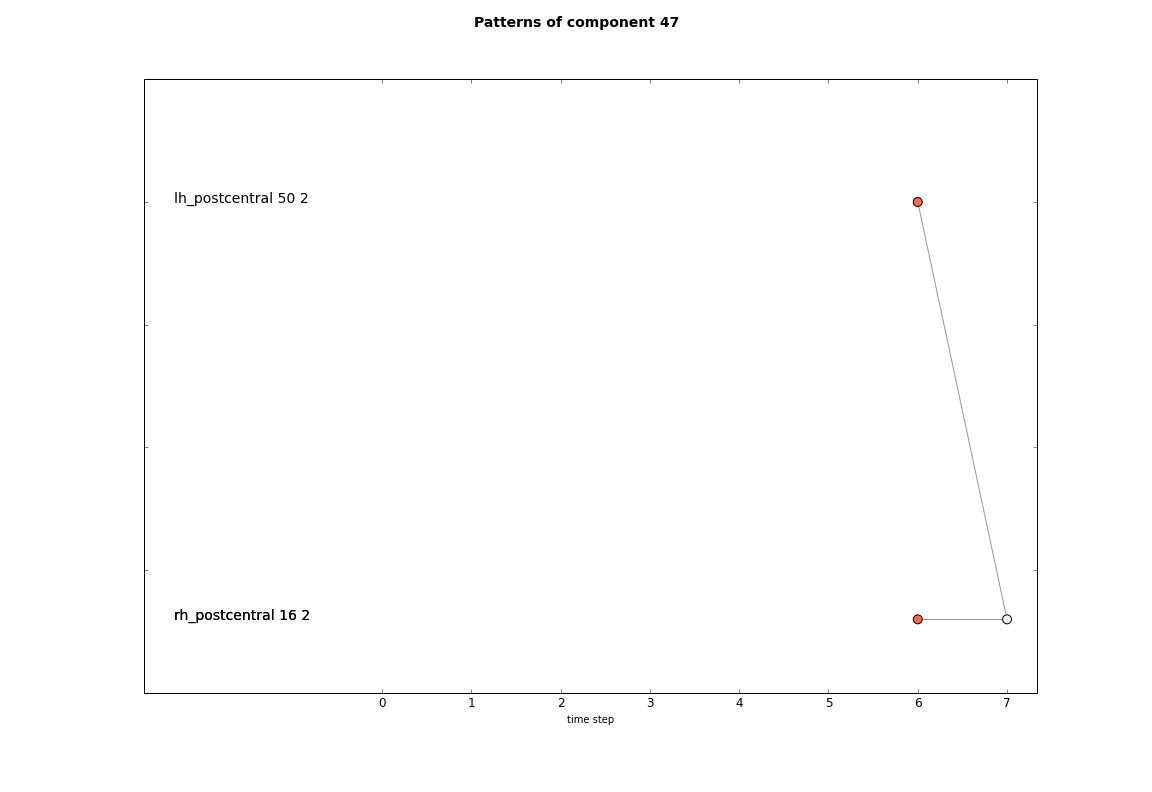 Patterns of component 47
lh_postcentral 50 2
rh_postcentral 16 2
0 1 2 3 4 5 6 7
time step